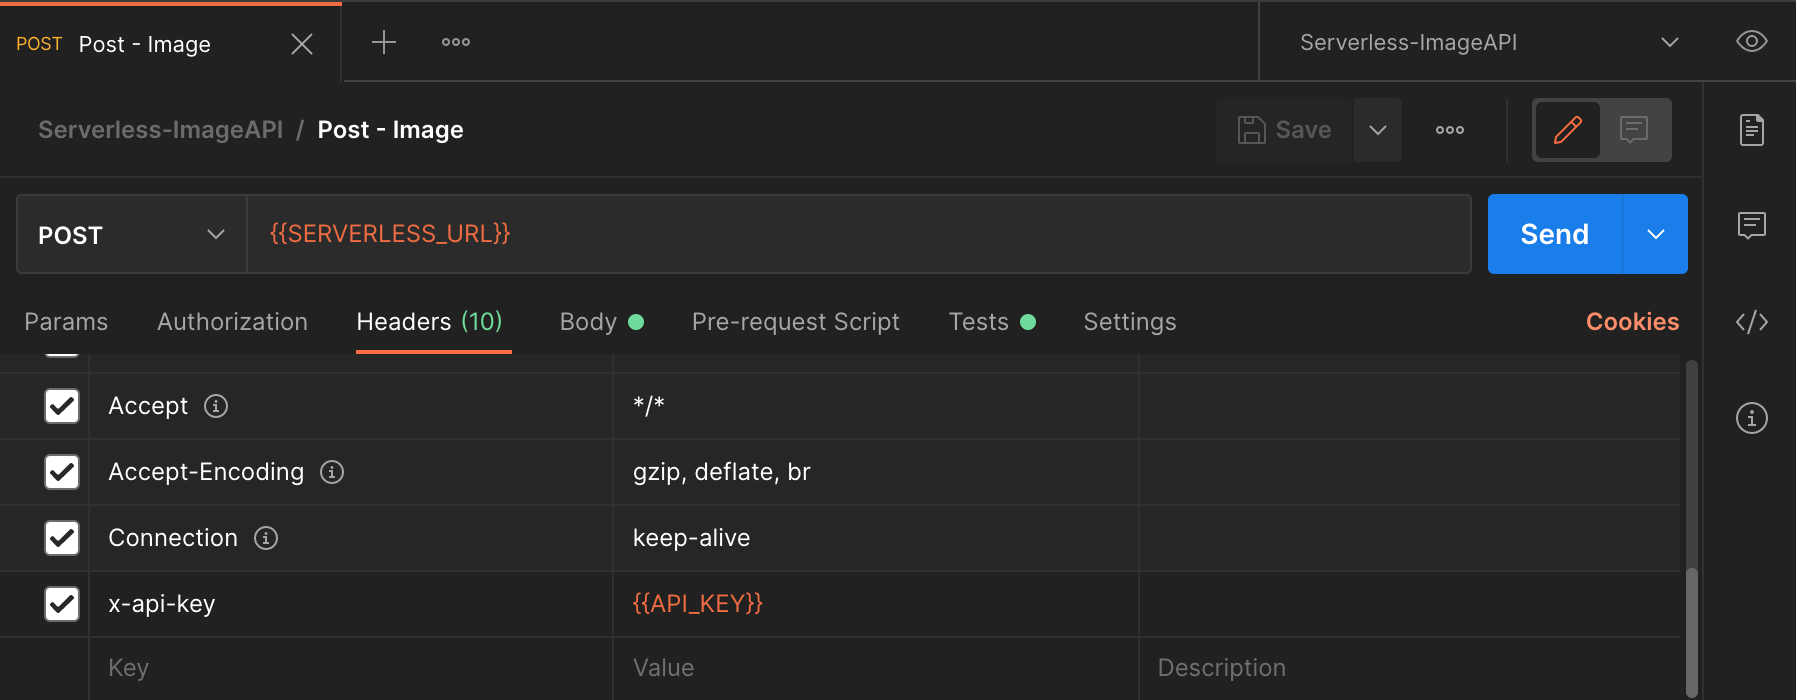 POST Post - Image Serverless-ImageAPI
Serverless-ImageAPI / Post - Image Save
POST {{SERVERLESS_URL}} Send
Params Authorization Headers (10) Body Pre-request Script Tests Settings Cookies
Accept */*
Accept-Encoding gzip, deflate, br
Connection keep-alive
x-api-key {{API_KEY}}
Key Value Description